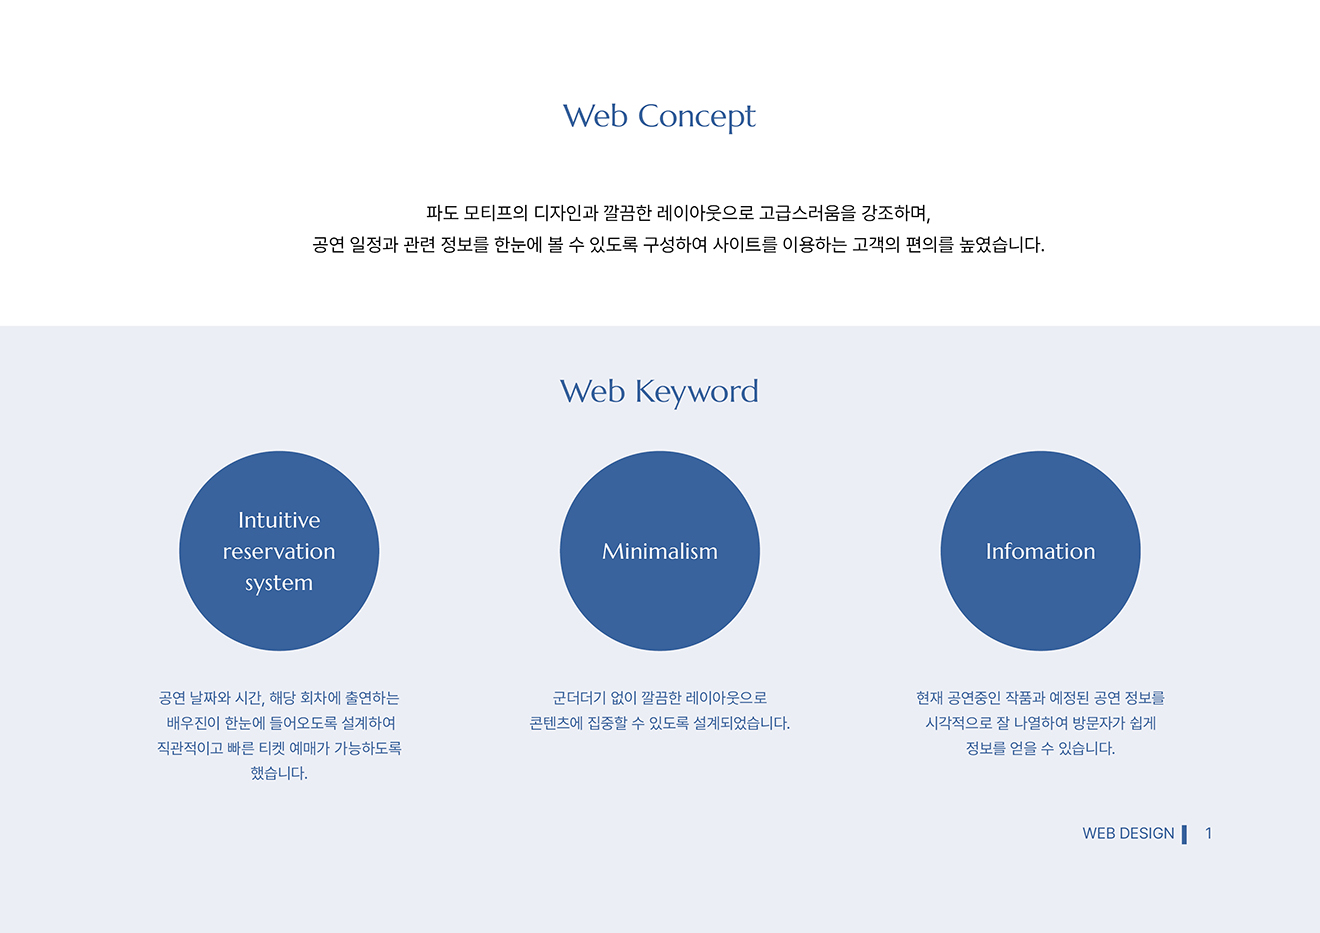 Web Concept
파도 모티프의 디자인과 깔끔한 레이아웃으로 고급스러움을 강조하며,
공연 일정과 관련 정보를 한눈에 볼 수 있도록 구성하여 사이트를 이용하는 고객의 편의를 높였습니다.
Web Keyword
Intuitive
reservation
system
공연 날짜와 시간, 해당 회차에 출연하는
배우진이 한눈에 들어오도록 설계하여
직관적이고 빠른 티켓 예매가 가능하도록
했습니다.
Minimalism
군더더기 없이 깔끔한 레이아웃으로
콘텐츠에 집중할 수 있도록 설계되었습니다.
Infomation
현재 공연중인 작품과 예정된 공연 정보를
시각적으로 잘 나열하여 방문자가 쉽게
정보를 얻을 수 있습니다.
WEB DESIGN 1